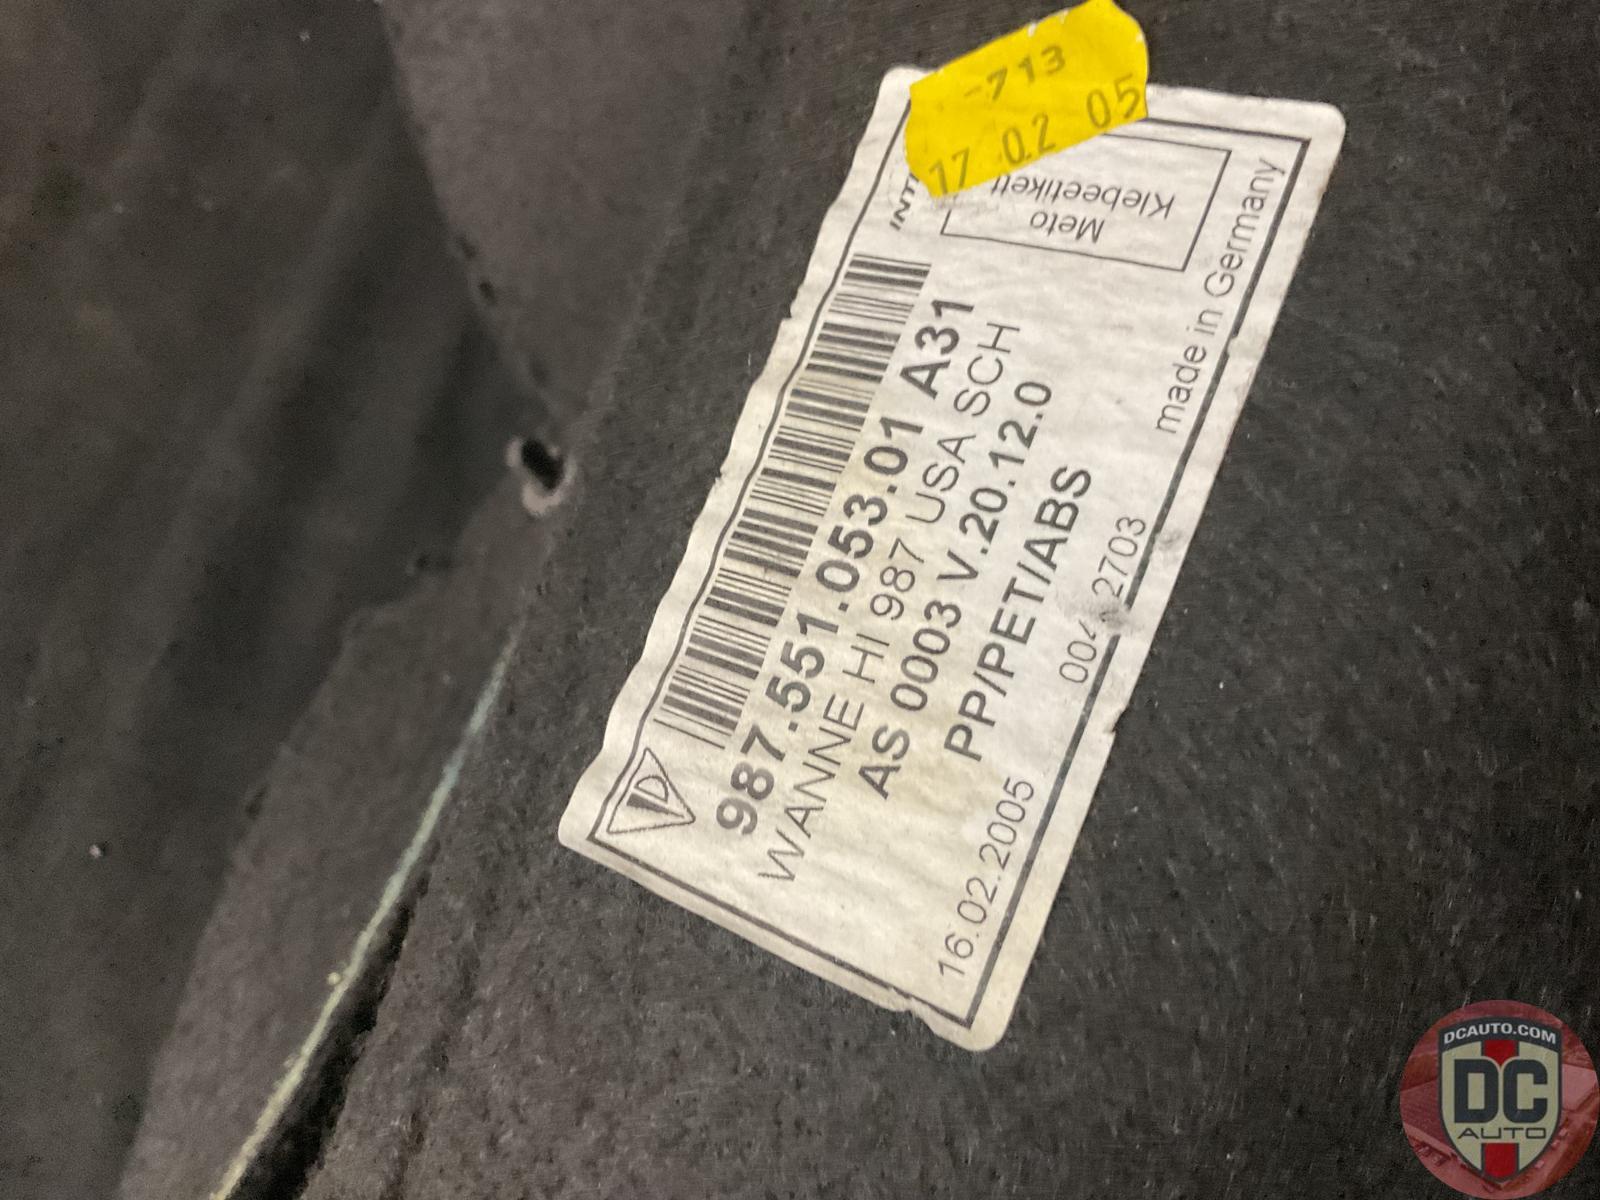 -713
17 02 05
Meto
Klebeetikett
987.551.053.01 A31
WANNE HI 987 USA SCH
AS 0003 V.20.12.0
PP/PET/ABS
16.02.2005
2703
made in Germany
DCAUTO.COM
DC
AUTO